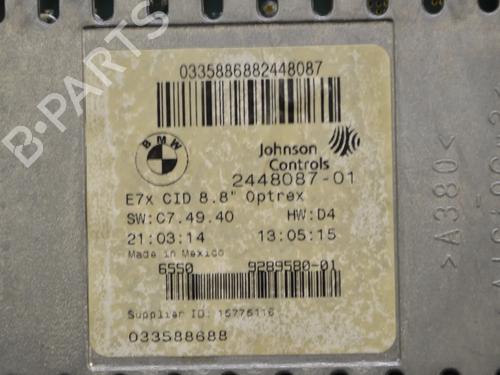 0335886882448087
BMW
Johnson
Controls
2448087-01
E7x CID 8.8" Optrex
SW:C7.49.40 HW:D4
21:03:14 13:05:15
Made in Mexico
6550 9289580-01
Supplier ID: 15776116
033588688
>A380<